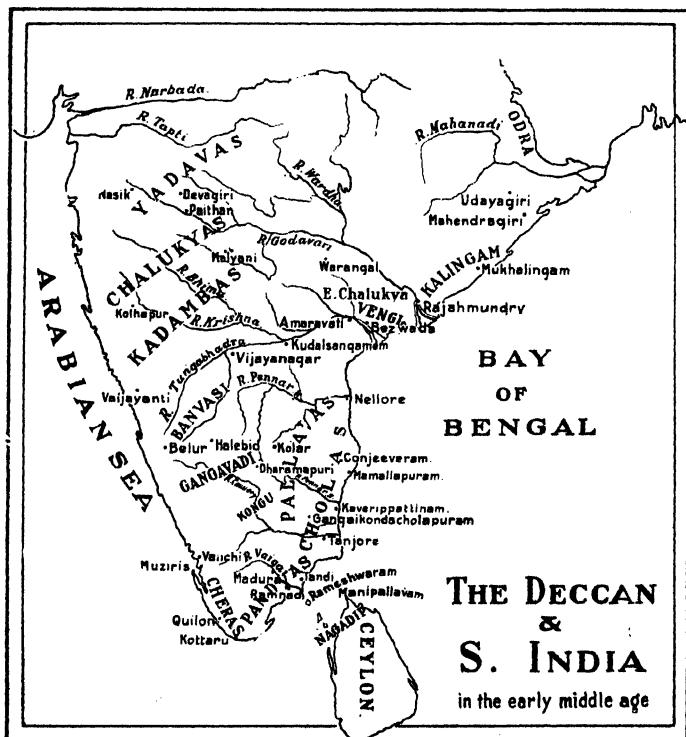 R. Narbada.
R. Tapti
R. Mahanadi
ODRA
YADAVAS
R. Wardha
Nasik
Devagiri
Paithan
Udayagiri
Mahendragiri
CHALUKYAS
R. Godavari
KALINGAM
Kalyani
Warangal
Mukhalingam
R. Bhima
KADAMBAS
E. Chalukya
VENGIS
Rajahmundry
Kolhapur
R. Krishna
Amaravati
Bezwada
Kudalsangamam
ARABIAN SEA
R. Tungabhadra
Vijayanagar
BAY
OF
BENGAL
Vaijayanti
BANVASI
R. Pennar
Nellore
Belur
Halebid
Kolar
PALLAVAS
CHOLAS
Conjeeveram.
GANGAVADI
Dharamapuri
Mamallapuram.
KONGU
Kaverippattinam.
Gangaikondacholapuram
Tanjore
Muziris
Vanchi
R. Vaigai
Madura
Tandi
Ramnad
Rameshwaram
Manipallavam
CHERAS
PANDYAS
NAGADIP
Quilon
Kottaru
CEYLON.
THE DECCAN
&
S. INDIA
in the early middle age